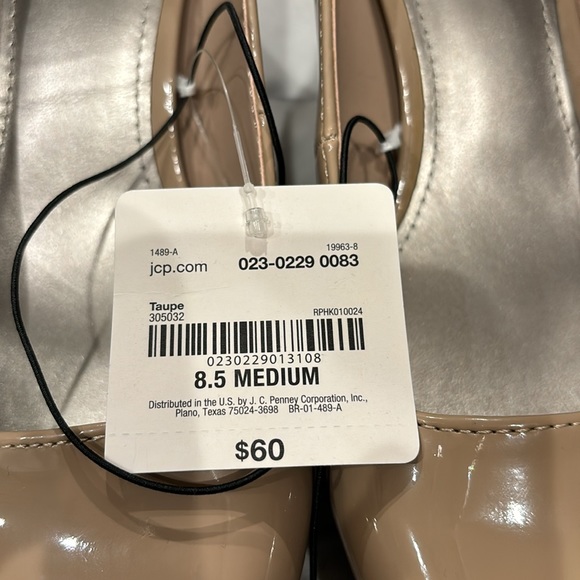 1489-A 19963-8
jcp.com 023-0229 0083
Taupe
305032 RPHK010024
0230229013108
8.5 MEDIUM
Distributed in the U.S. by J. C. Penney Corporation, Inc.,
Plano, Texas 75024-3698 BR-01-489-A
$60